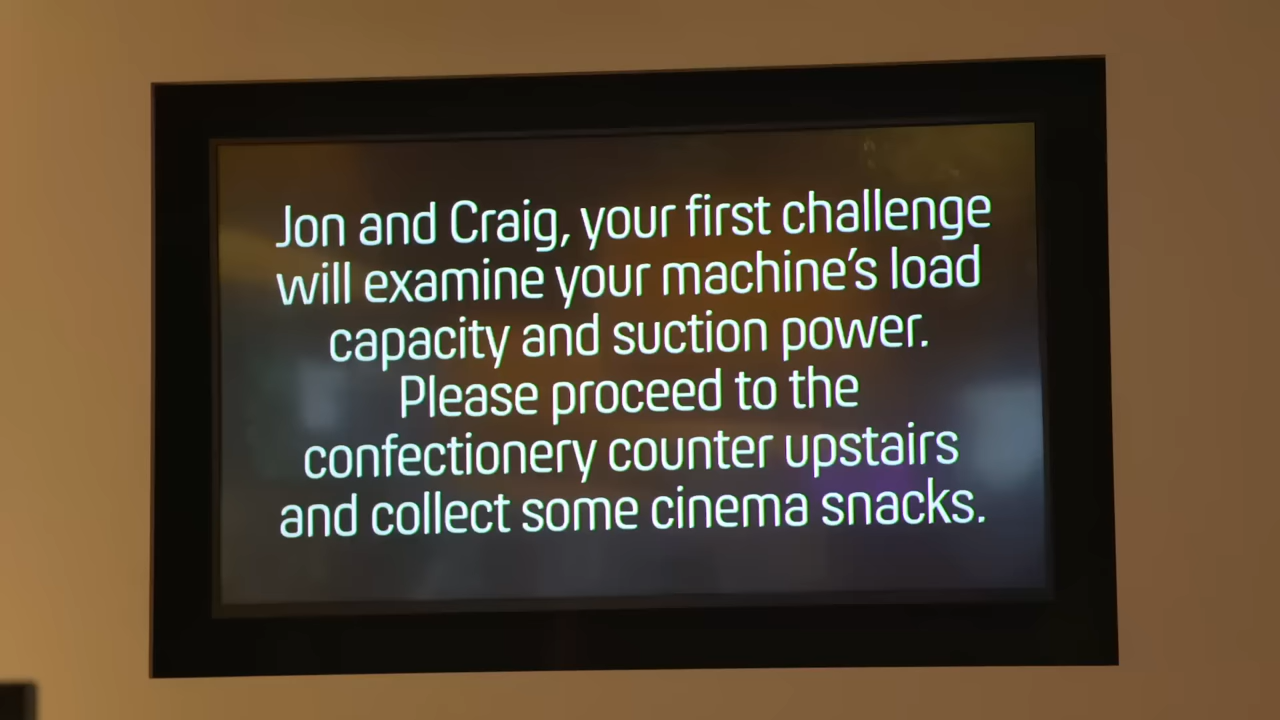 Jon and Craig, your first challenge
will examine your machine's load
capacity and suction power.
Please proceed to the
confectionery counter upstairs
and collect some cinema snacks.